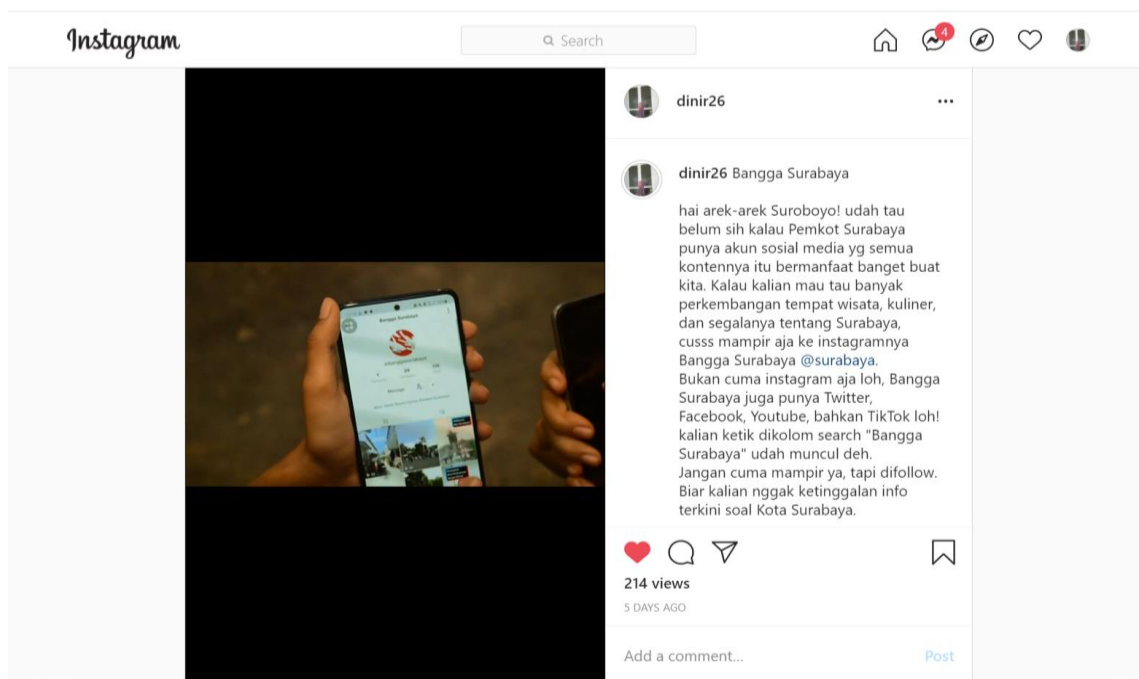 Instagram
Search
4
dinir26
dinir26 Bangga Surabaya
hai arek-arek Suroboyo! udah tau
belum sih kalau Pemkot Surabaya
punya akun sosial media yg semua
kontennya itu bermanfaat banget buat
kita. Kalau kalian mau tau banyak
perkembangan tempat wisata, kuliner,
dan segalanya tentang Surabaya,
cusss mampir aja ke instagramnya
Bangga Surabaya @surabaya.
Bukan cuma instagram aja loh, Bangga
Surabaya juga punya Twitter,
Facebook, Youtube, bahkan TikTok loh!
kalian ketik dikolom search "Bangga
Surabaya" udah muncul deh.
Jangan cuma mampir ya, tapi difollow.
Biar kalian nggak ketinggalan info
terkini soal Kota Surabaya.
214 views
5 DAYS AGO
Add a comment...
Post
Bangga Surabaya